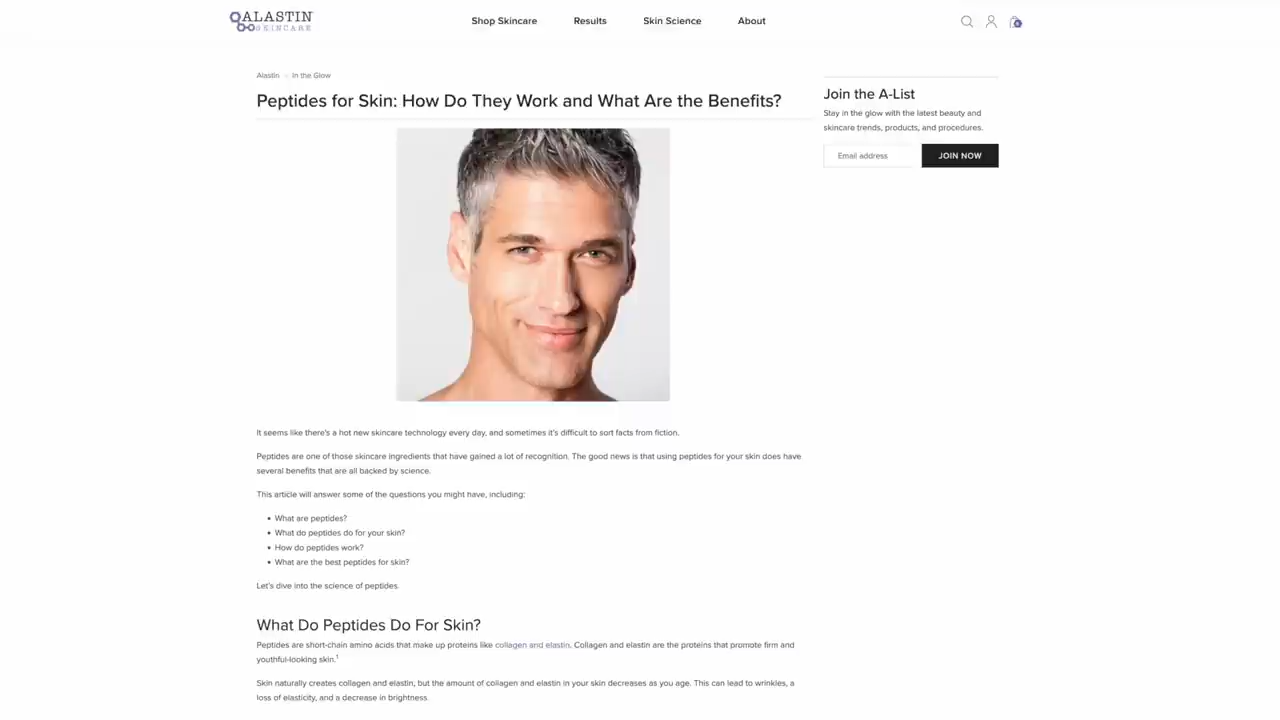 ALASTIN
SKINCARE
Shop Skincare
Results
Skin Science
About
Alastin
In the Glow
Peptides for Skin: How Do They Work and What Are the Benefits?
It seems like there's a hot new skincare technology every day, and sometimes it's difficult to sort facts from fiction.
Peptides are one of those skincare ingredients that have gained a lot of recognition. The good news is that using peptides for your skin does have
several benefits that are all backed by science.
This article will answer some of the questions you might have, including:
• What are peptides?
• What do peptides do for your skin?
• How do peptides work?
• What are the best peptides for skin?
Let's dive into the science of peptides.
What Do Peptides Do For Skin?
Peptides are short-chain amino acids that make up proteins like collagen and elastin. Collagen and elastin are the proteins that promote firm and
youthful-looking skin.1
Skin naturally creates collagen and elastin, but the amount of collagen and elastin in your skin decreases as you age. This can lead to wrinkles, a
loss of elasticity, and a decrease in brightness.
Join the A-List
Stay in the glow with the latest beauty and
skincare trends, products, and procedures.
Email address
JOIN NOW